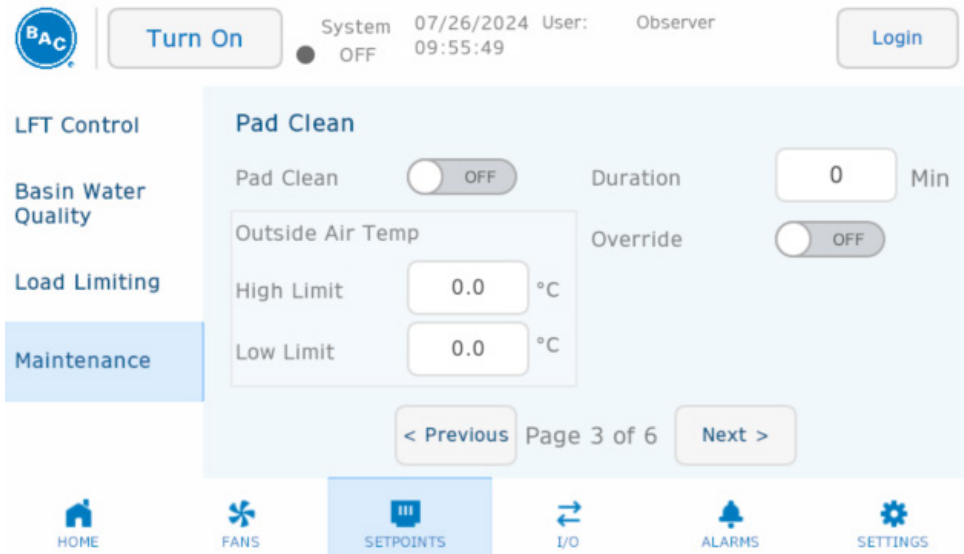 BAC
Turn On
System OFF
07/26/2024 User: Observer
09:55:49
Login
LFT Control
Basin Water
Quality
Load Limiting
Maintenance
Pad Clean
Pad Clean OFF Duration 0 Min
Outside Air Temp
Override OFF
High Limit 0.0 °C
Low Limit 0.0 °C
< Previous Page 3 of 6 Next >
HOME FANS SETPOINTS I/O ALARMS SETTINGS